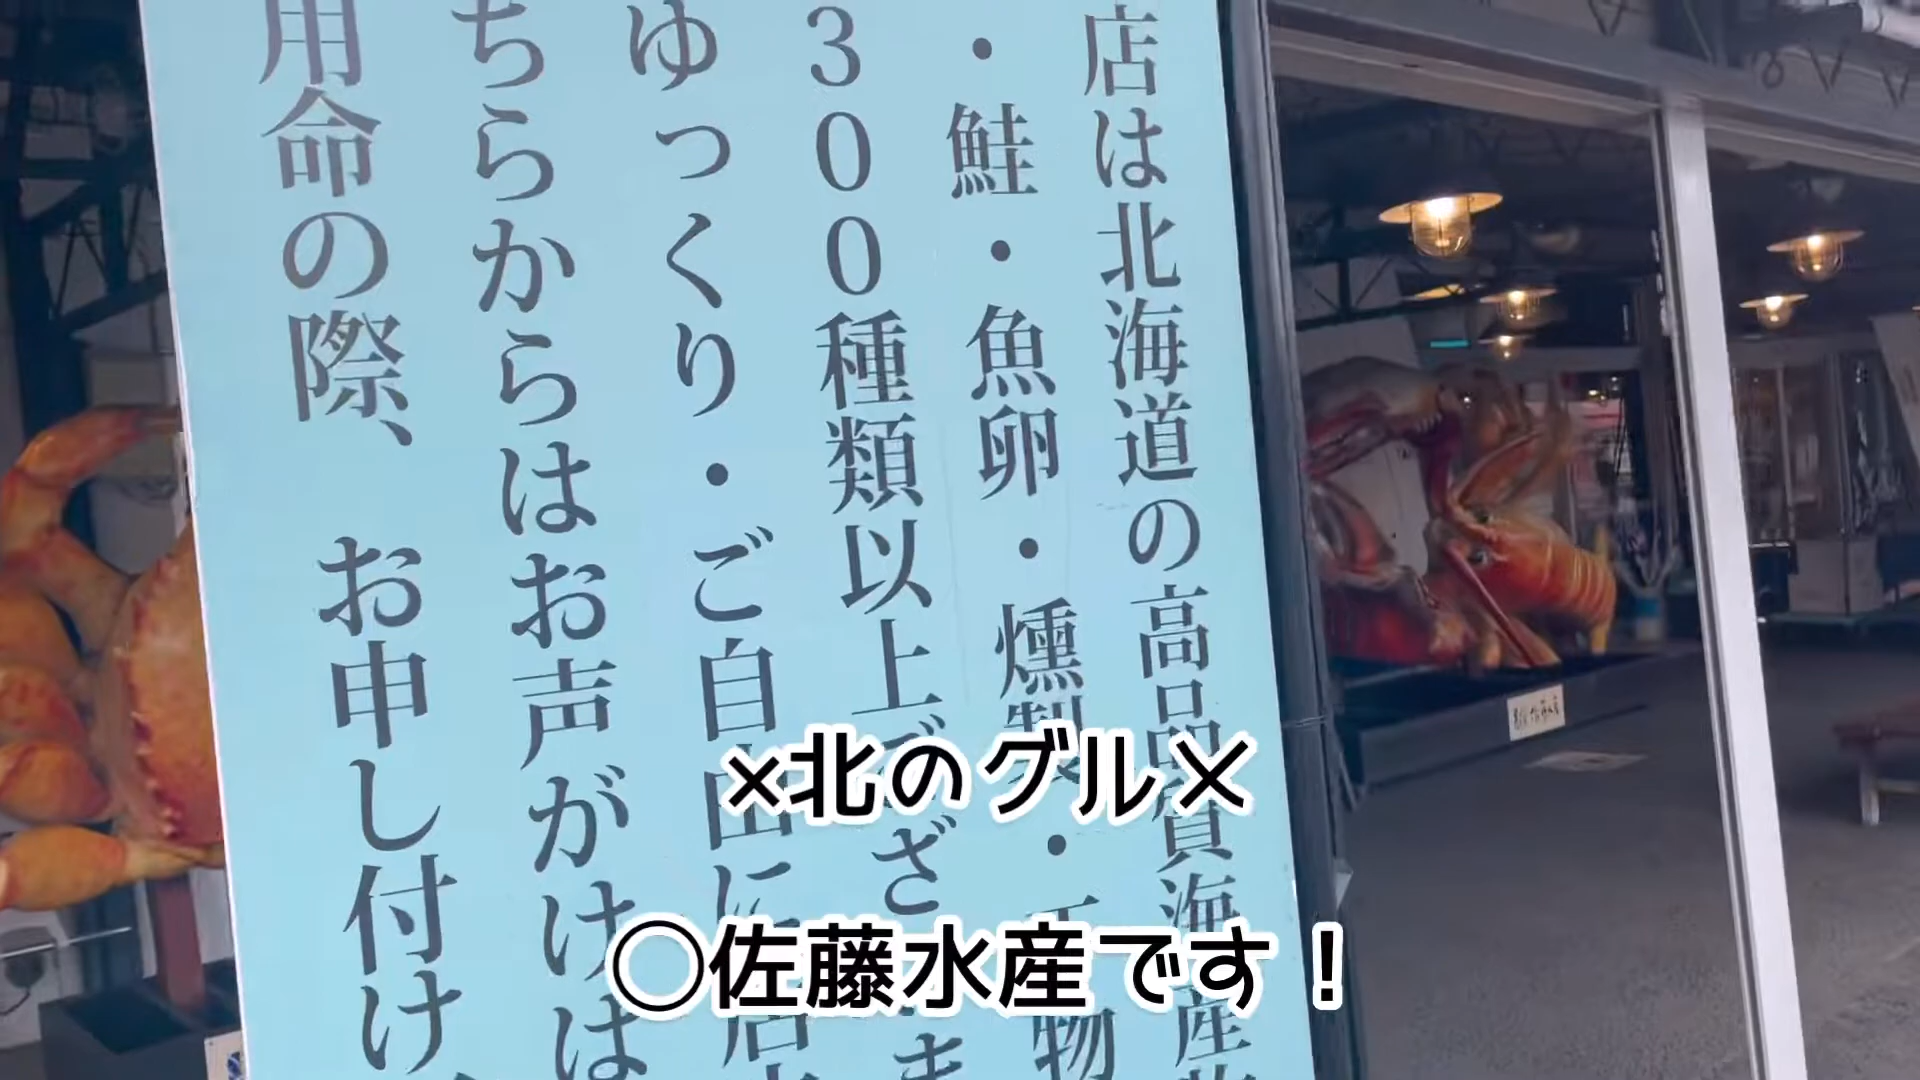 店は北海道の高品質海産
・鮭・魚卵・燻製・干物
300種類以上ござ
ゆっくり・ご自由に店
ちらからはお声がけは
用命の際、お申し付け
×北のグル×
○佐藤水産です！